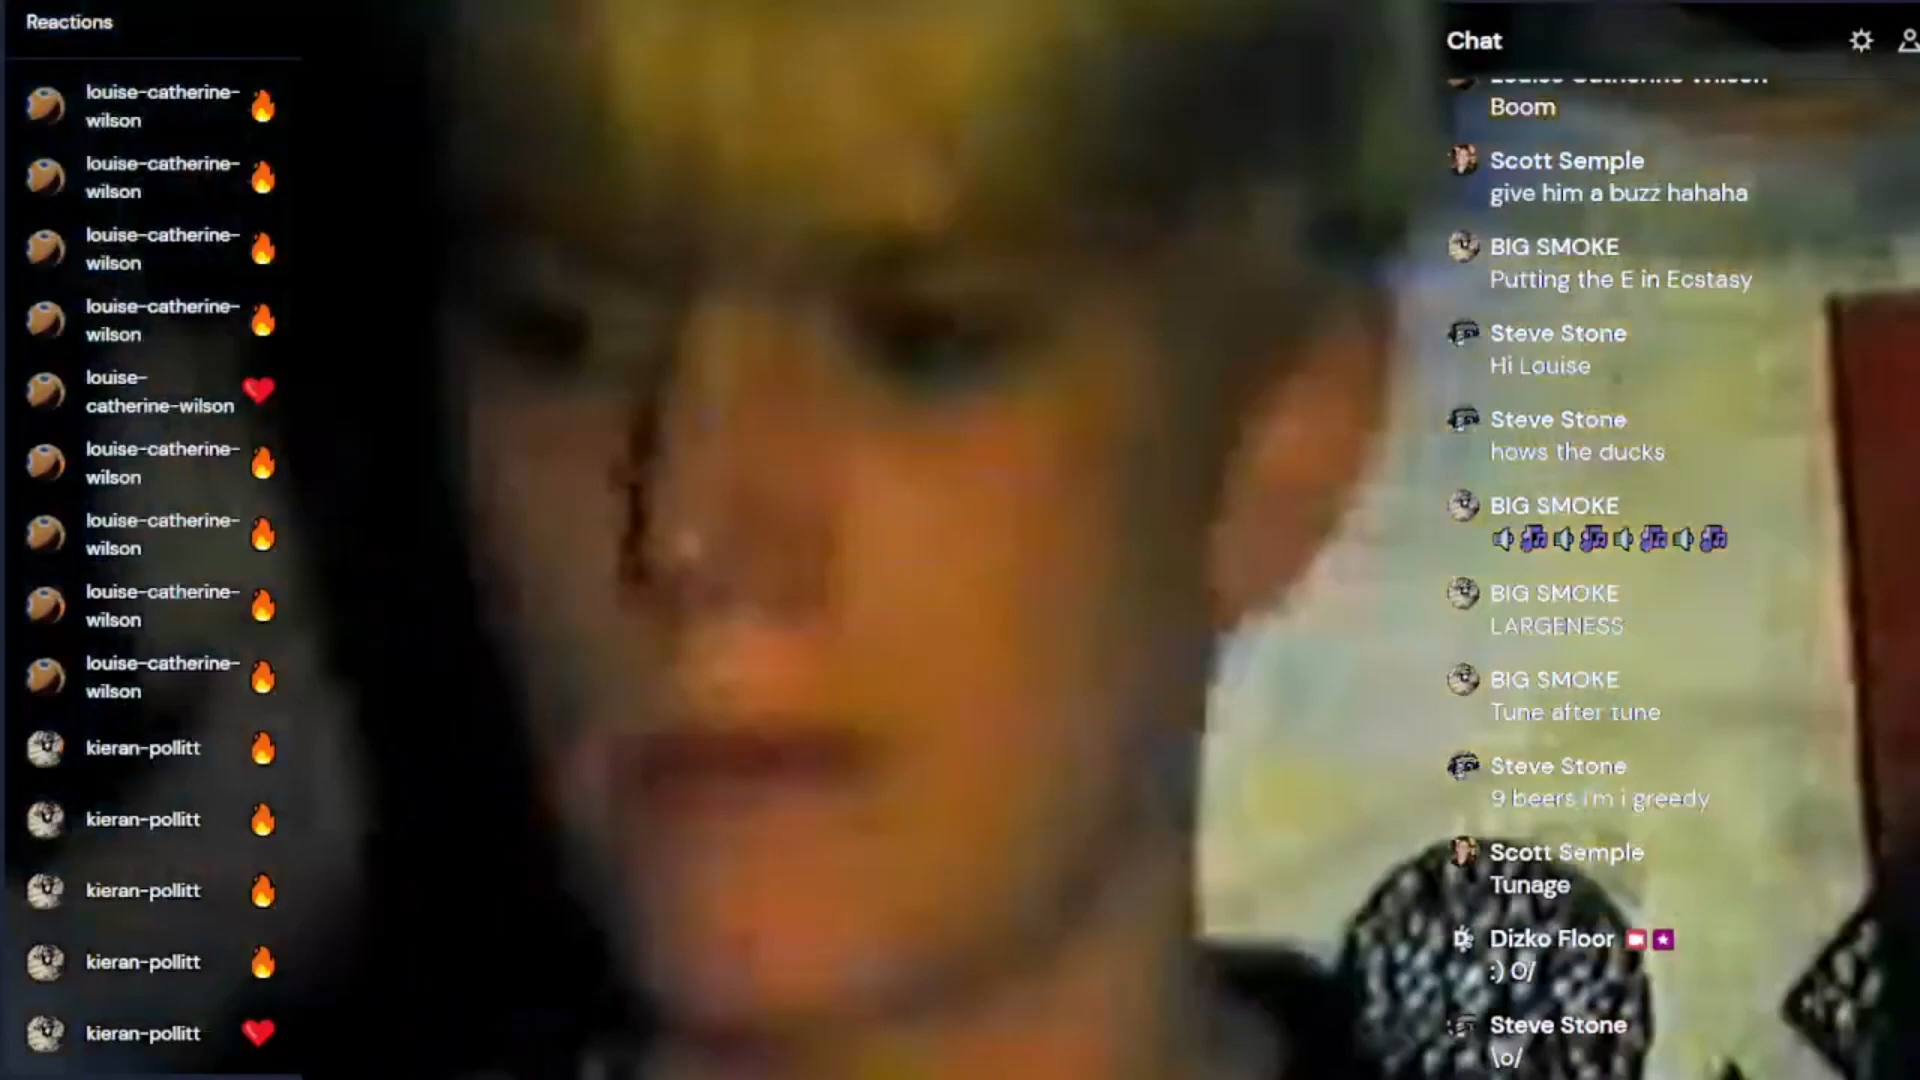 Reactions
louise-catherine-
wilson
louise-catherine-
wilson
louise-catherine-
wilson
louise-catherine-
wilson
louise-
catherine-wilson
louise-catherine-
wilson
louise-catherine-
wilson
louise-catherine-
wilson
louise-catherine-
wilson
kieran-pollitt
kieran-pollitt
kieran-pollitt
kieran-pollitt
kieran-pollitt
Chat
Louise Catherine Wilson
Boom
Scott Semple
give him a buzz hahaha
BIG SMOKE
Putting the E in Ecstasy
Steve Stone
Hi Louise
Steve Stone
hows the ducks
BIG SMOKE
🔈🎶🔈🎶🔈🎶🔈🎶
BIG SMOKE
LARGENESS
BIG SMOKE
Tune after tune
Steve Stone
9 beers i'm i greedy
Scott Semple
Tunage
Dizko Floor
:) O/
Steve Stone
\o/